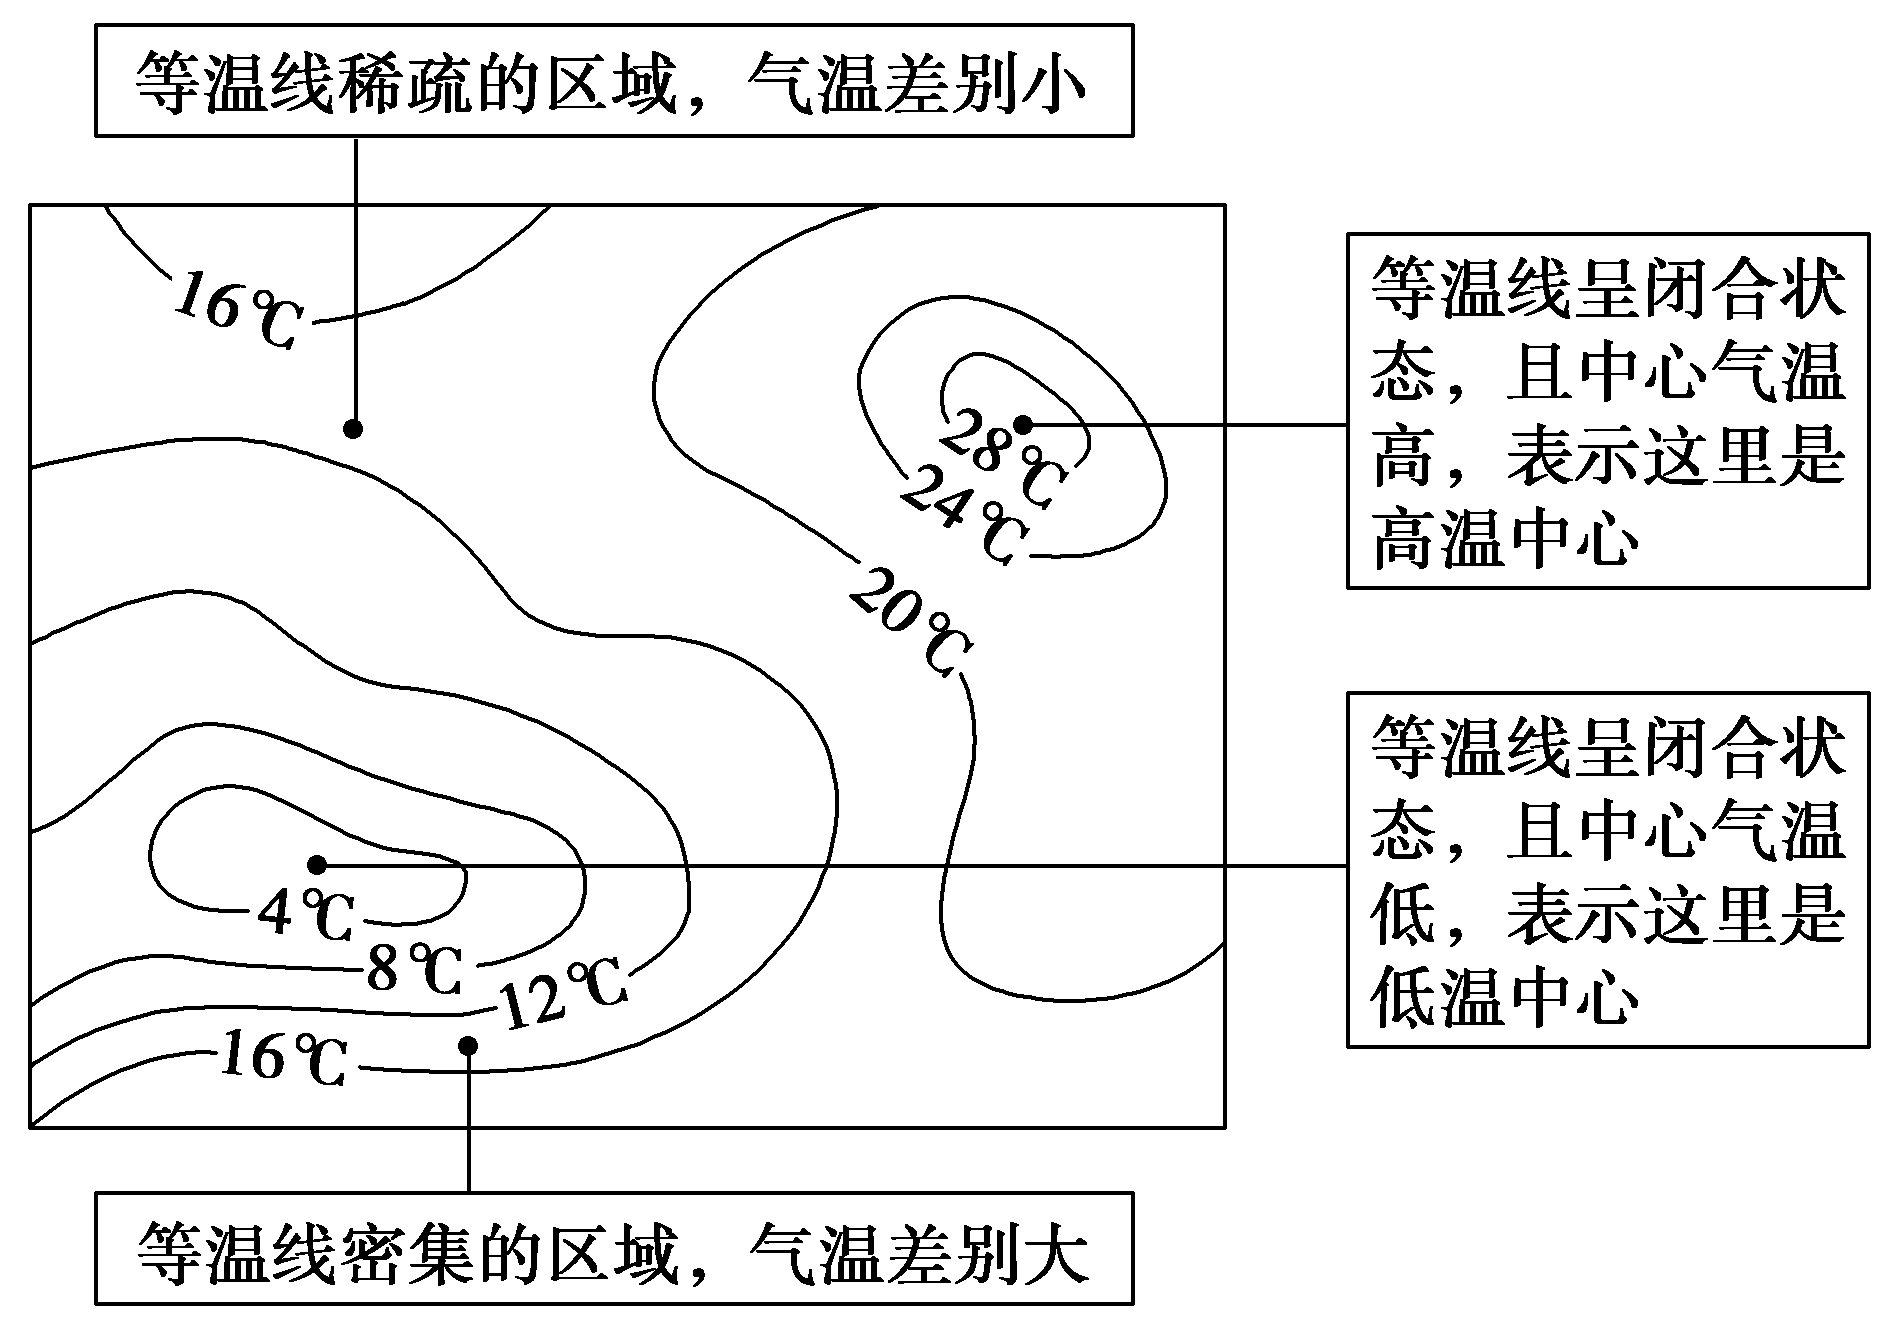 等温线稀疏的区域，气温差别小
16℃
等温线呈闭合状
态，且中心气温
高，表示这里是
高温中心
28℃
24℃
20℃
等温线呈闭合状
态，且中心气温
低，表示这里是
低温中心
4℃
8℃
12℃
16℃
等温线密集的区域，气温差别大